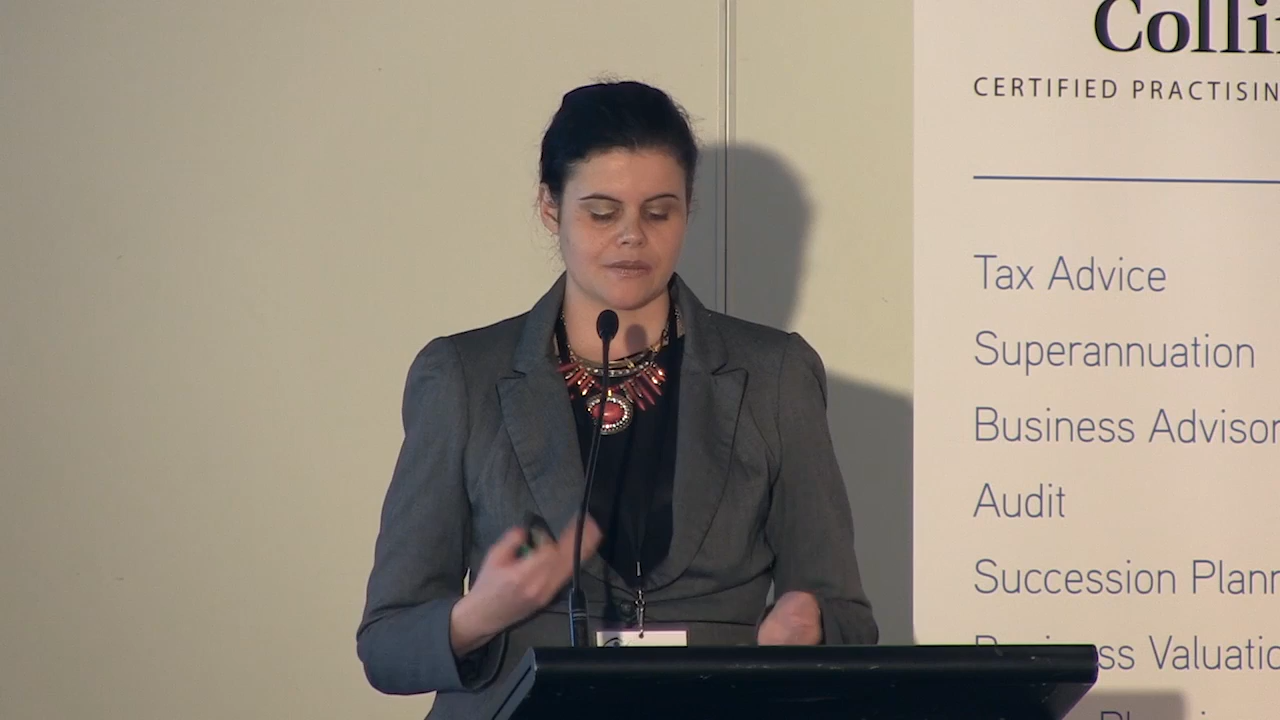 Colli
CERTIFIED PRACTISIN
Tax Advice
Superannuation
Business Advisor
Audit
Succession Plann
ss Valuatio